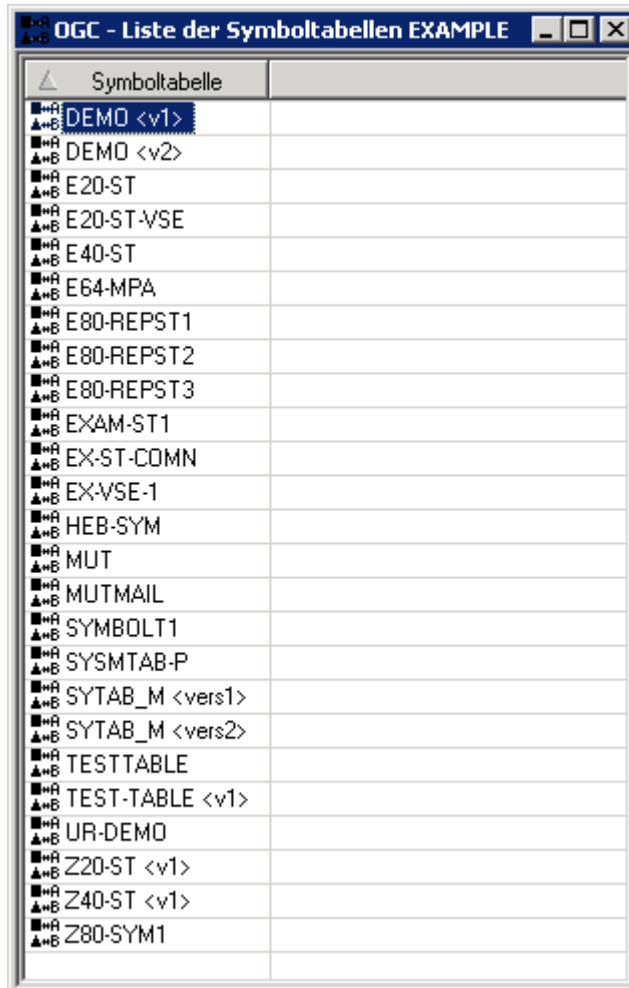 OGC - Liste der Symboltabellen EXAMPLE
Symboltabelle
DEMO <v1>
DEMO <v2>
E20-ST
E20-ST-VSE
E40-ST
E64-MPA
E80-REPST1
E80-REPST2
E80-REPST3
EXAM-ST1
EX-ST-COMN
EX-VSE-1
HEB-SYM
MUT
MUTMAIL
SYMBOLT1
SYSMTAB-P
SYTAB_M <vers1>
SYTAB_M <vers2>
TESTTABLE
TEST-TABLE <v1>
UR-DEMO
Z20-ST <v1>
Z40-ST <v1>
Z80-SYM1